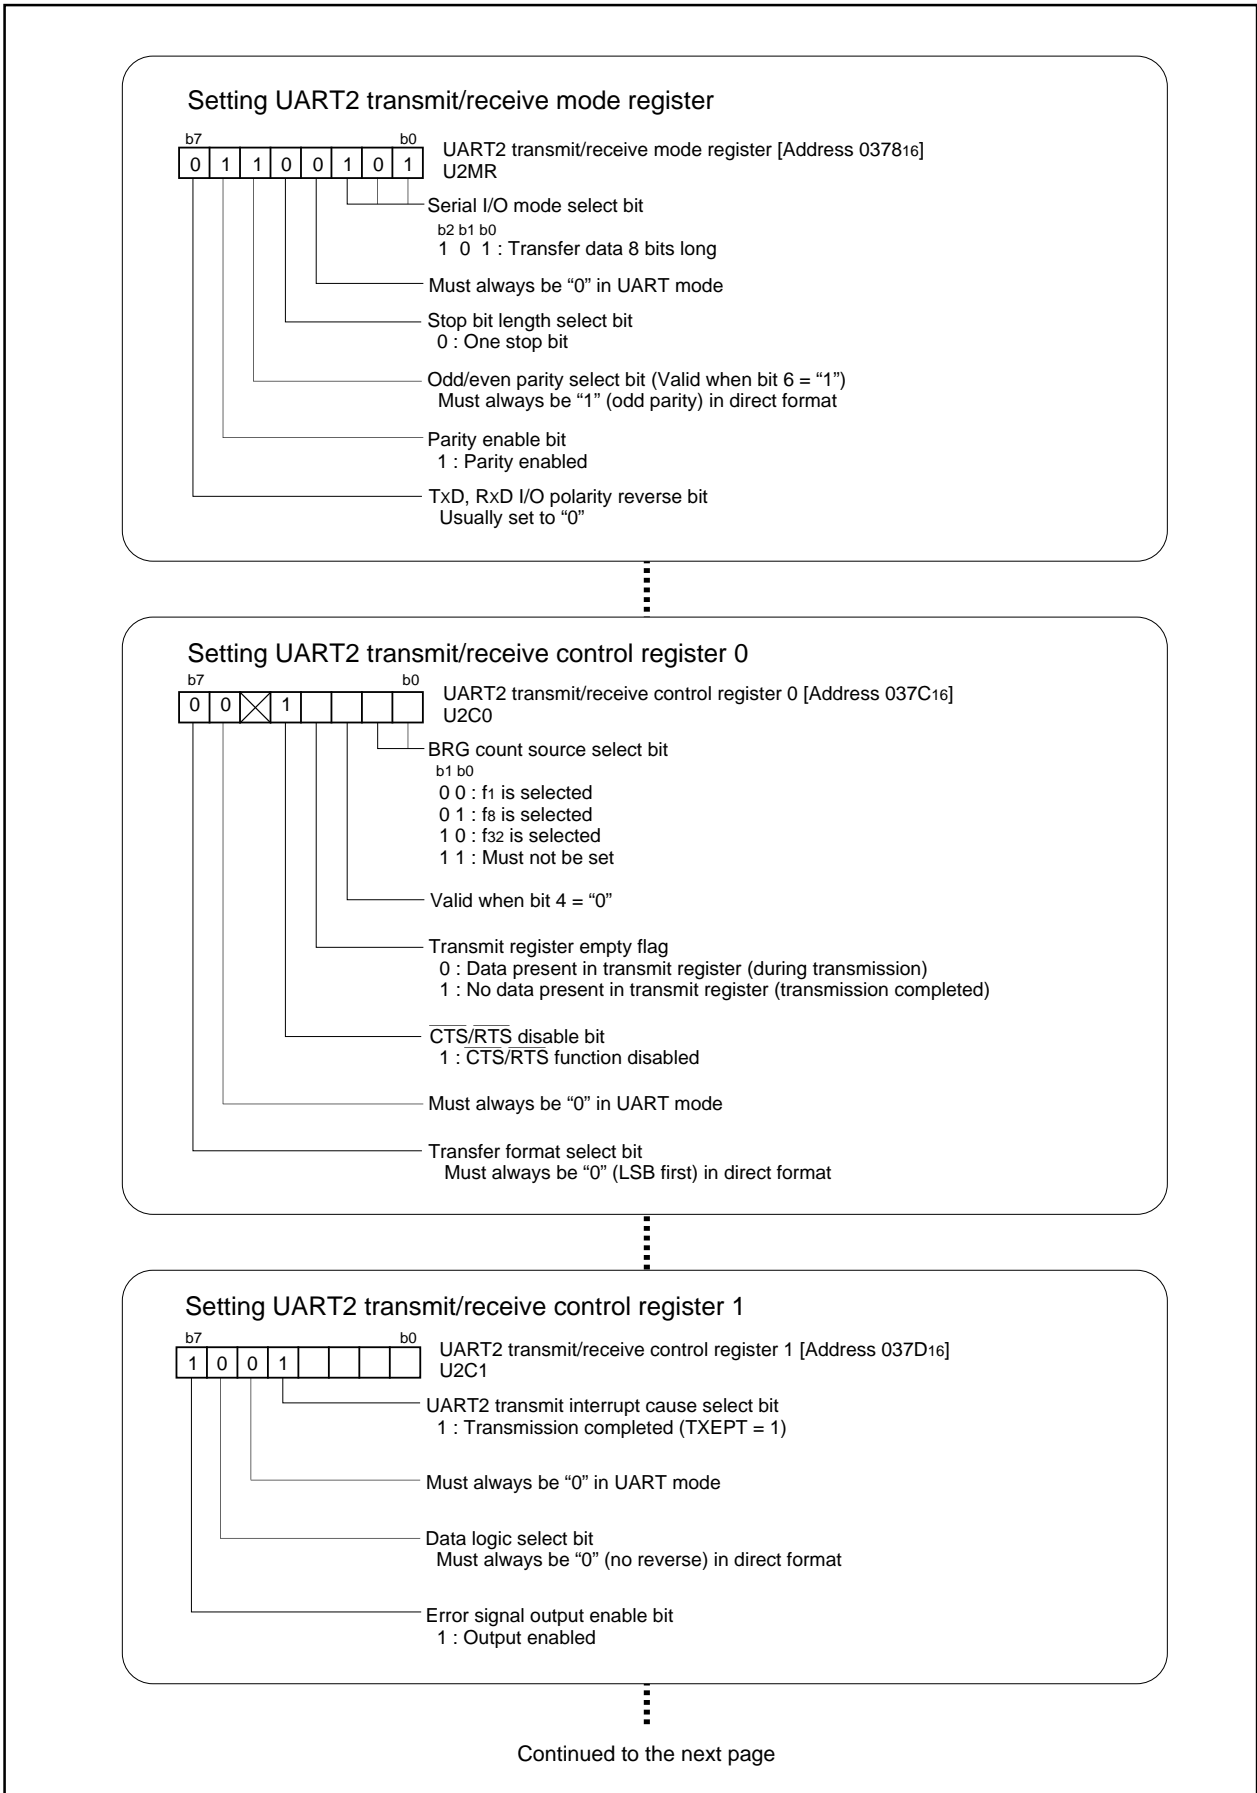 Setting UART2 transmit/receive mode register
b7 b0
0 1 1 0 0 1 0 1
UART2 transmit/receive mode register [Address 037816]
U2MR
Serial I/O mode select bit
b2 b1 b0
1 0 1 : Transfer data 8 bits long
Must always be “0” in UART mode
Stop bit length select bit
0 : One stop bit
Odd/even parity select bit (Valid when bit 6 = “1”)
Must always be “1” (odd parity) in direct format
Parity enable bit
1 : Parity enabled
TXD, RXD I/O polarity reverse bit
Usually set to “0”
Setting UART2 transmit/receive control register 0
b7 b0
0 0 1
UART2 transmit/receive control register 0 [Address 037C16]
U2C0
BRG count source select bit
b1 b0
0 0 : f1 is selected
0 1 : f8 is selected
1 0 : f32 is selected
1 1 : Must not be set
Valid when bit 4 = “0”
Transmit register empty flag
0 : Data present in transmit register (during transmission)
1 : No data present in transmit register (transmission completed)
CTS/RTS disable bit
1 : CTS/RTS function disabled
Must always be “0” in UART mode
Transfer format select bit
Must always be “0” (LSB first) in direct format
Setting UART2 transmit/receive control register 1
b7 b0
1 0 0 1
UART2 transmit/receive control register 1 [Address 037D16]
U2C1
UART2 transmit interrupt cause select bit
1 : Transmission completed (TXEPT = 1)
Must always be “0” in UART mode
Data logic select bit
Must always be “0” (no reverse) in direct format
Error signal output enable bit
1 : Output enabled
Continued to the next page